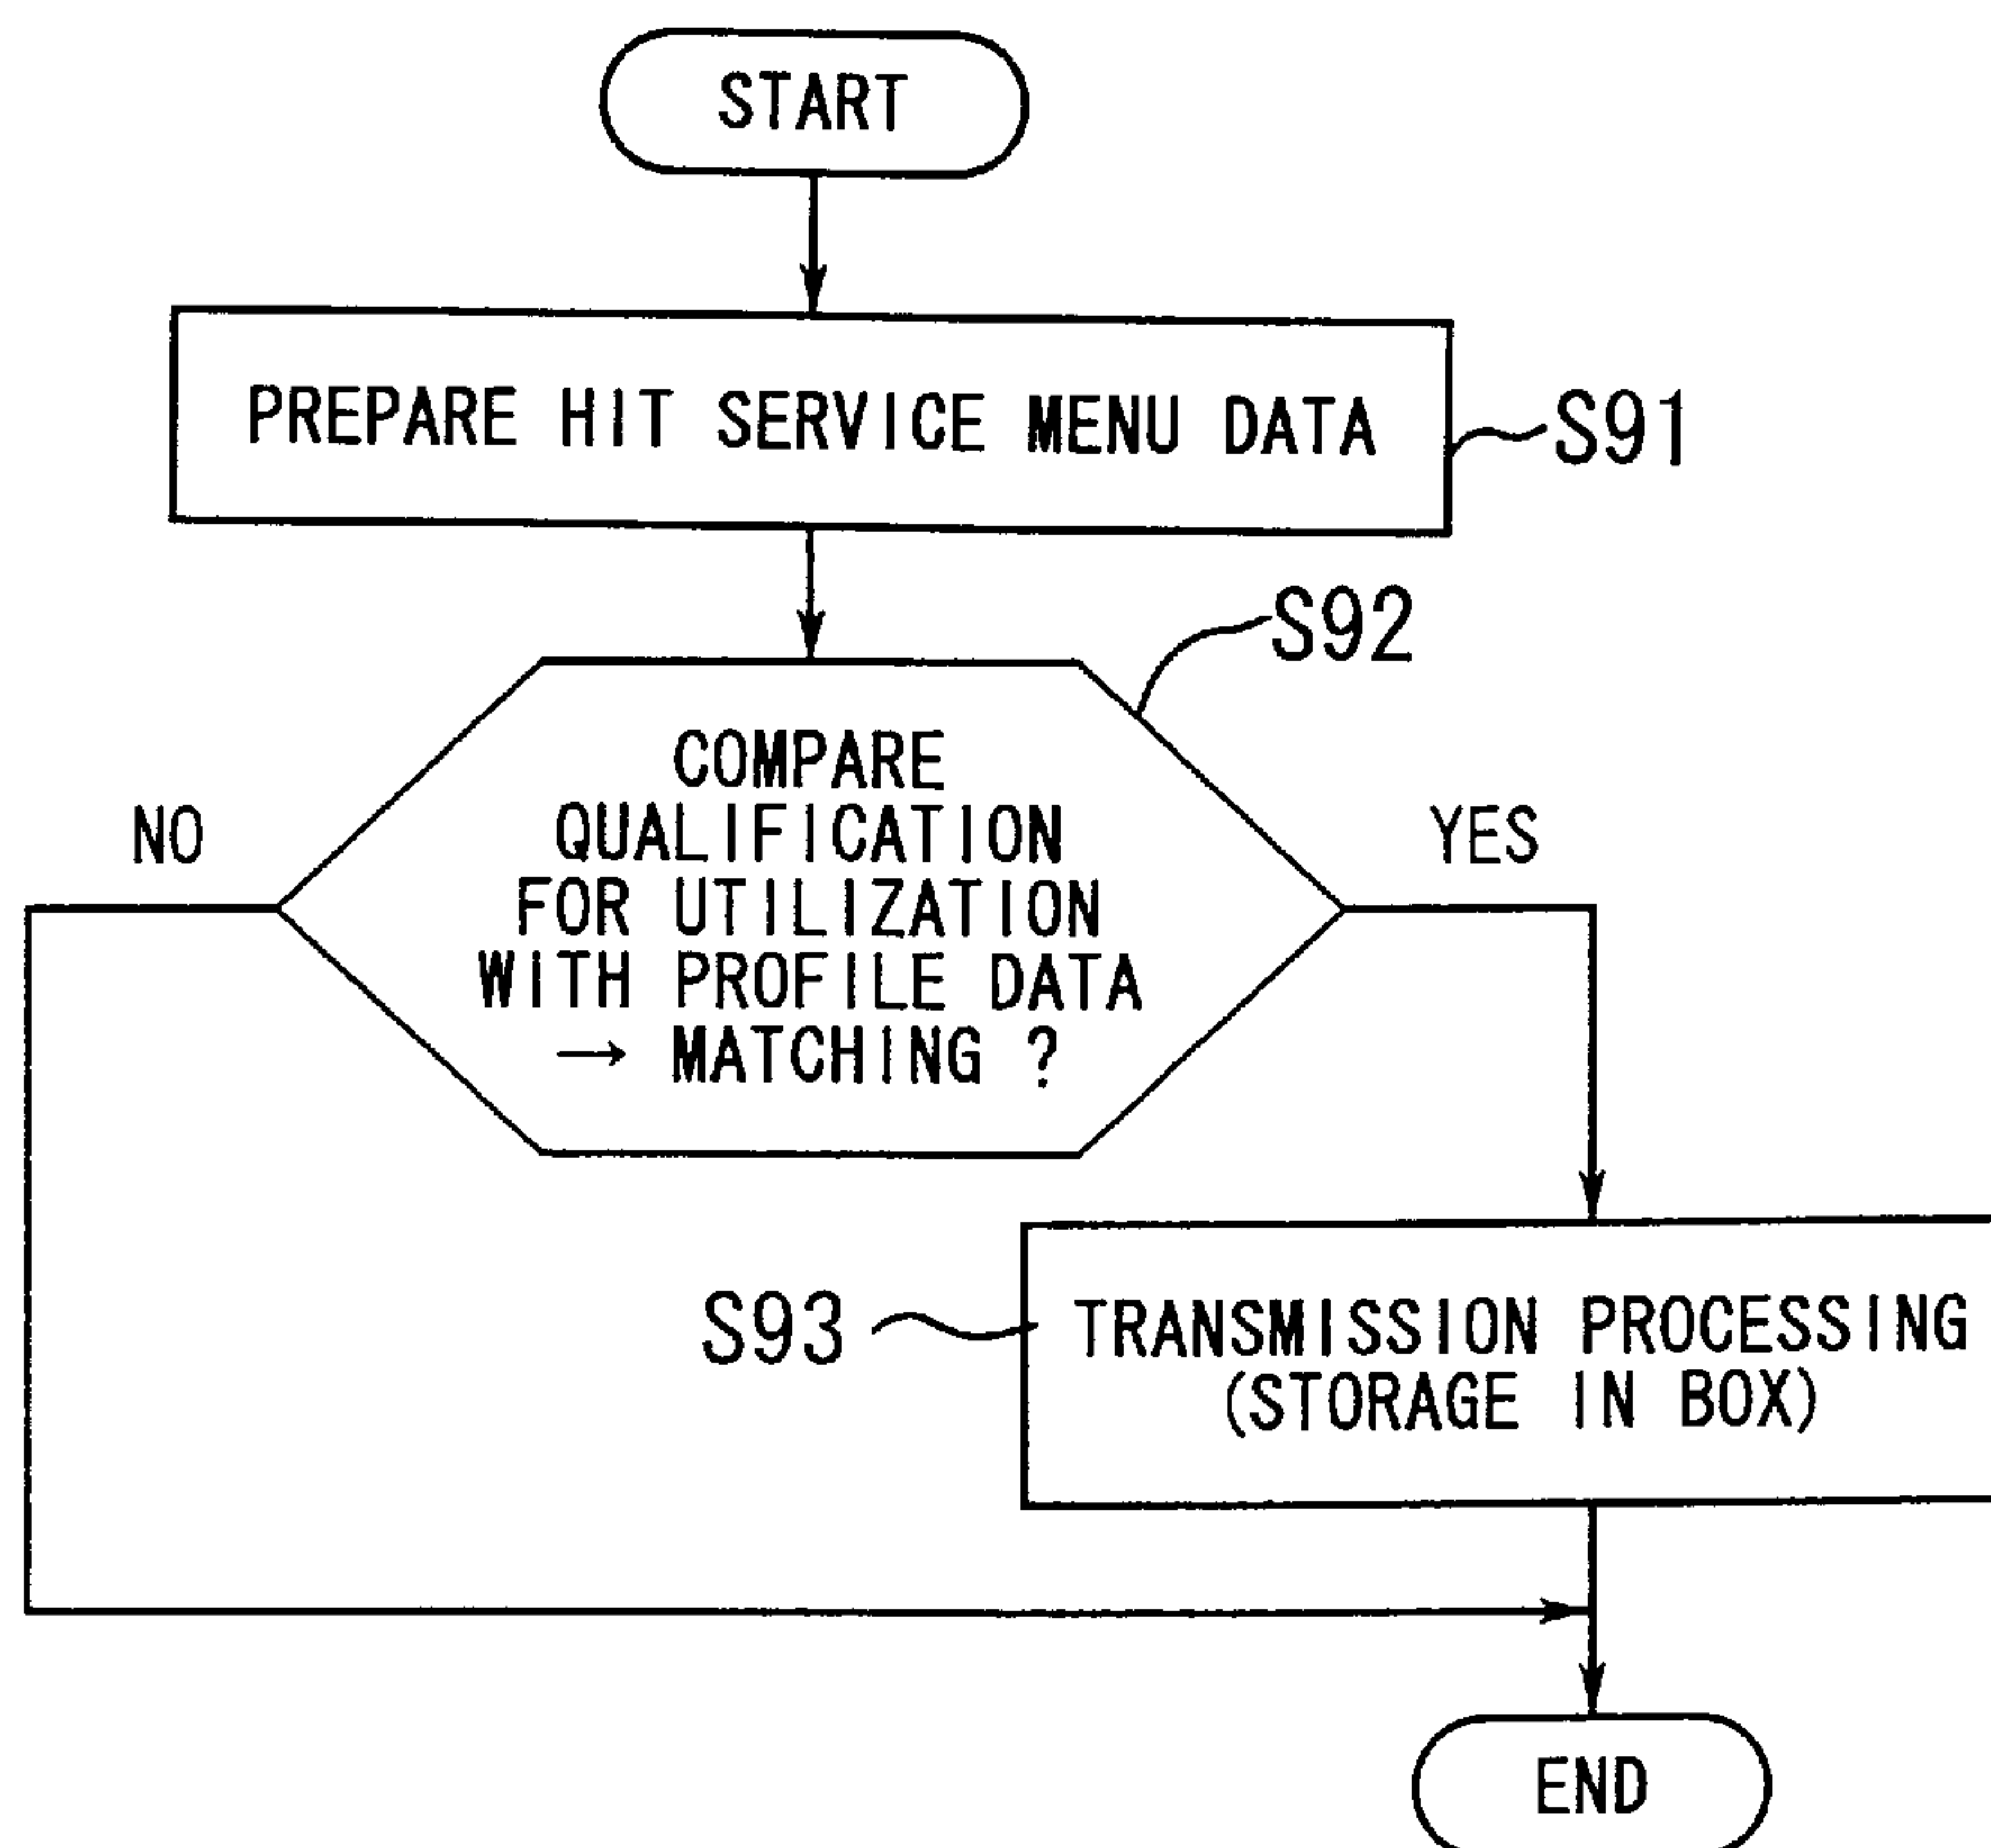 START
PREPARE HIT SERVICE MENU DATA
S91
S92
COMPARE
QUALIFICATION
FOR UTILIZATION
WITH PROFILE DATA
→ MATCHING ?
NO
YES
S93
TRANSMISSION PROCESSING
(STORAGE IN BOX)
END